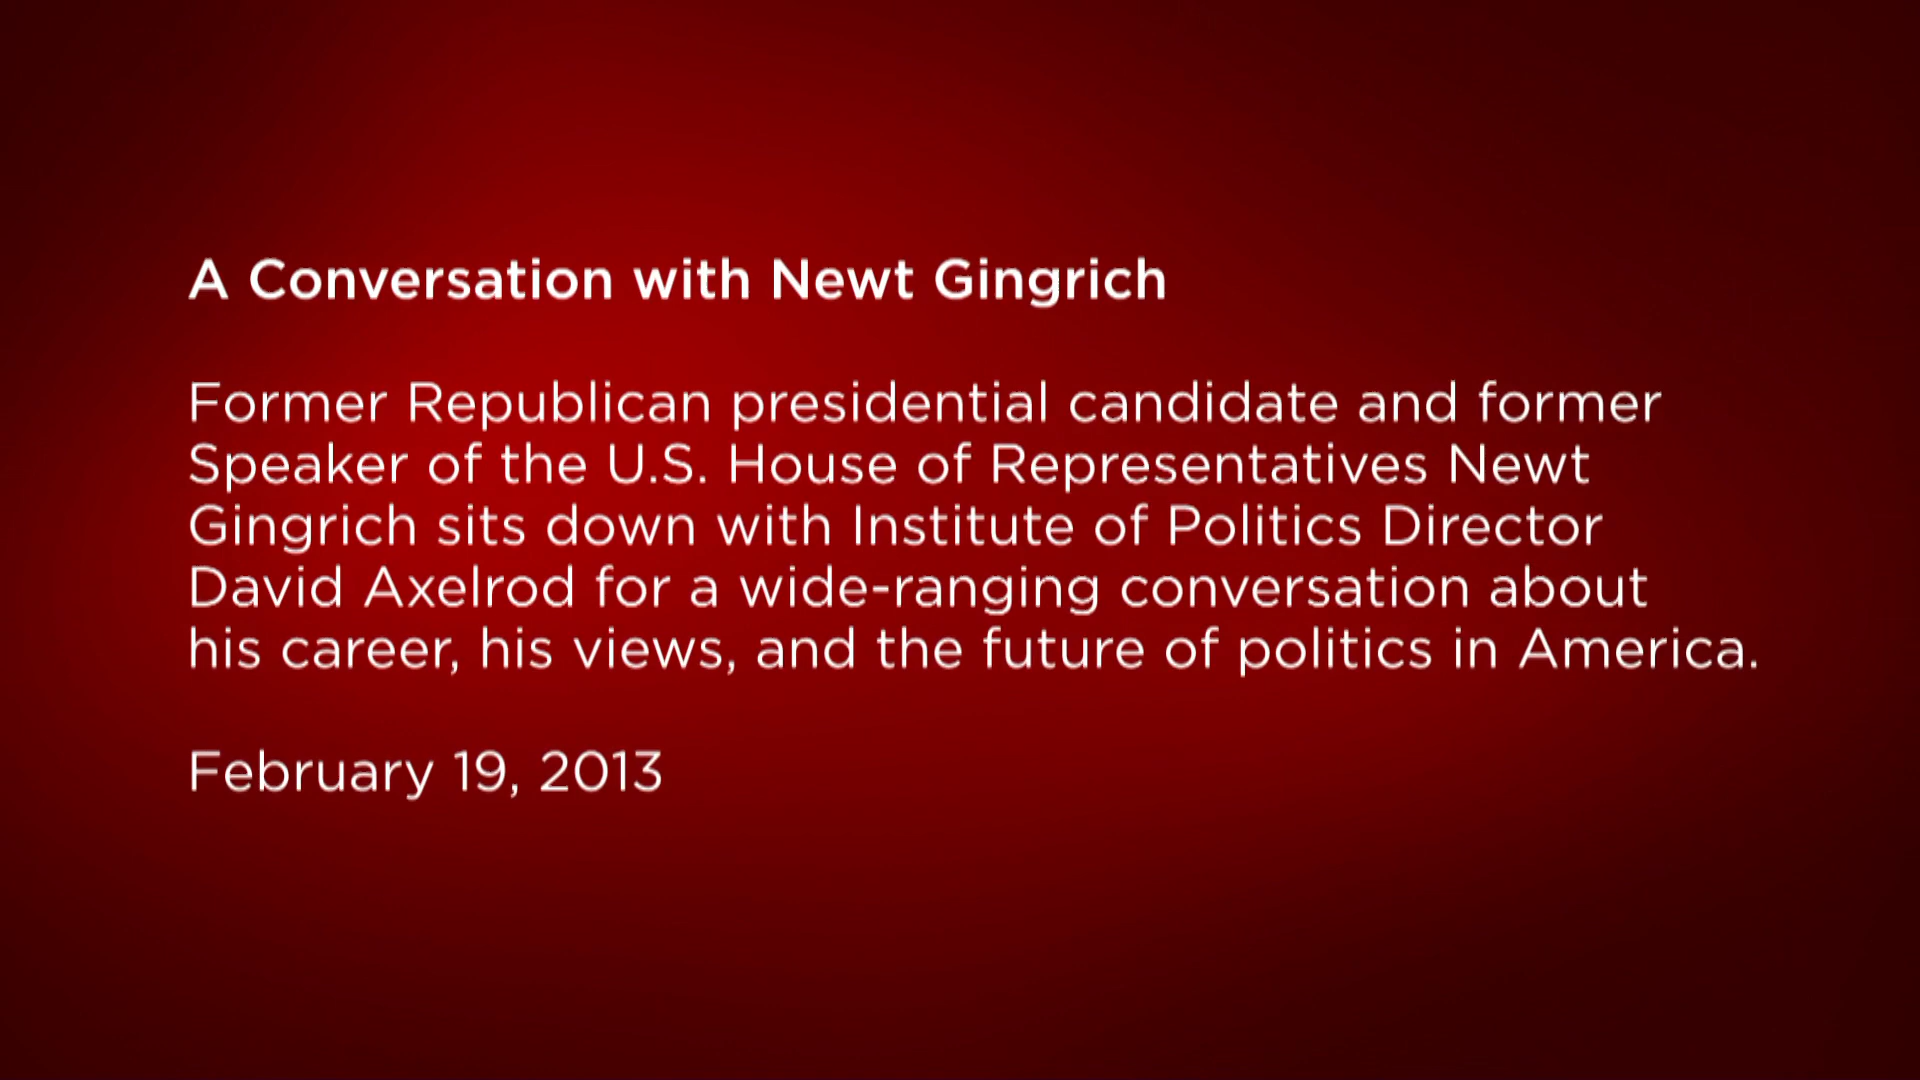 A Conversation with Newt Gingrich
Former Republican presidential candidate and former
Speaker of the U.S. House of Representatives Newt
Gingrich sits down with Institute of Politics Director
David Axelrod for a wide-ranging conversation about
his career, his views, and the future of politics in America.
February 19, 2013